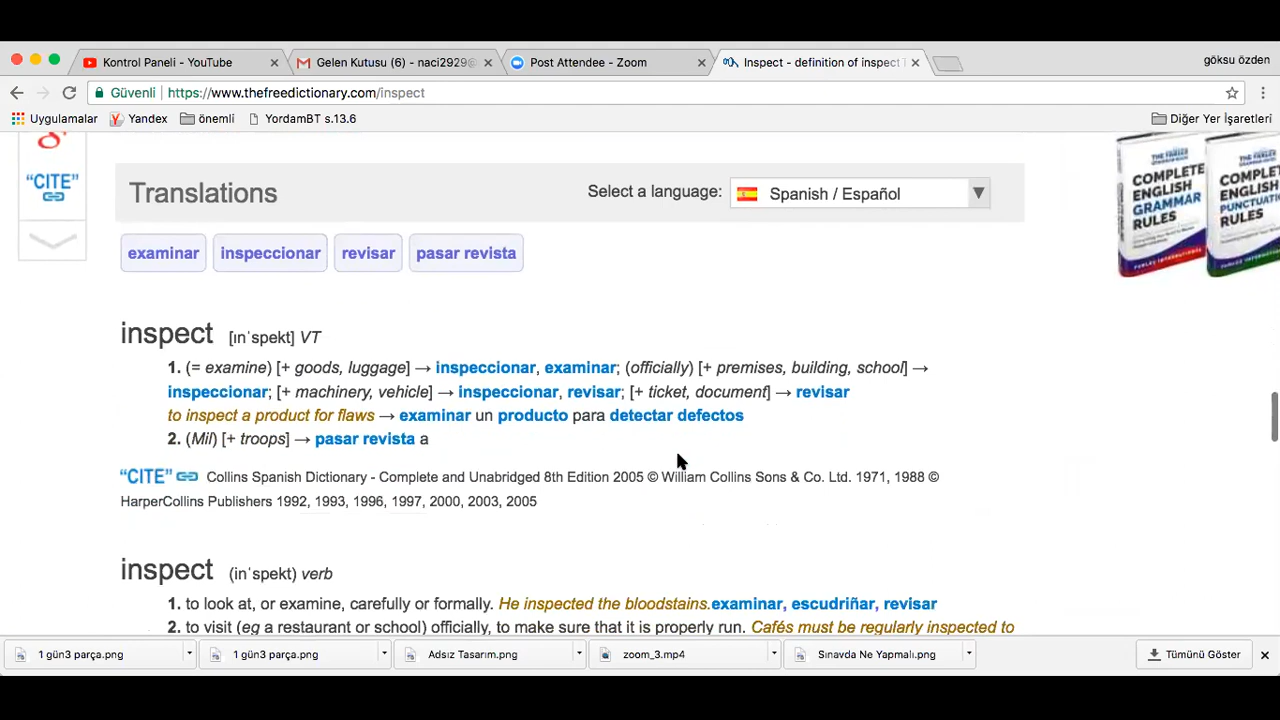 Kontrol Paneli - YouTube
Gelen Kutusu (6) - naci2929@
Post Attendee - Zoom
Inspect - definition of inspect
göksu özden
Güvenli https://www.thefreedictionary.com/inspect
Uygulamalar Yandex önemli YordamBT s.13.6 Diğer Yer İşaretleri
g+
"CITE"
Translations
Select a language: Spanish / Español
COMPLETE ENGLISH GRAMMAR RULES
COMPLETE ENGLISH PUNCTUATION RULES
examinar inspeccionar revisar pasar revista
inspect [ɪnˈspekt] VT
1. (= examine) [+ goods, luggage] → inspeccionar, examinar; (officially) [+ premises, building, school] →
inspeccionar; [+ machinery, vehicle] → inspeccionar, revisar; [+ ticket, document] → revisar
to inspect a product for flaws → examinar un producto para detectar defectos
2. (Mil) [+ troops] → pasar revista a
"CITE" Collins Spanish Dictionary - Complete and Unabridged 8th Edition 2005 © William Collins Sons & Co. Ltd. 1971, 1988 ©
HarperCollins Publishers 1992, 1993, 1996, 1997, 2000, 2003, 2005
inspect (inˈspekt) verb
1. to look at, or examine, carefully or formally. He inspected the bloodstains.examinar, escudriñar, revisar
2. to visit (eg a restaurant or school) officially, to make sure that it is properly run. Cafés must be regularly inspected to
1 gün3 parça.png
1 gün3 parça.png
Adsız Tasarım.png
zoom_3.mp4
Sınavda Ne Yapmalı.png
Tümünü Göster